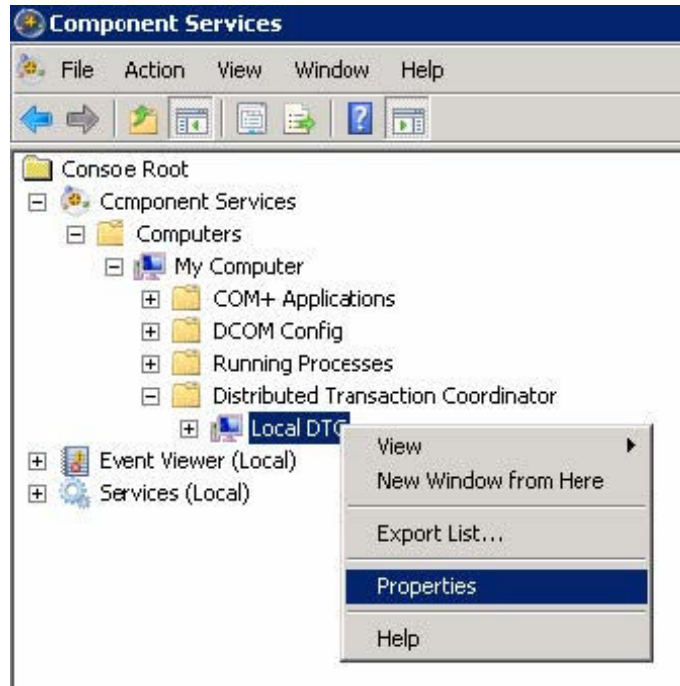 Component Services
File Action View Window Help
Consoe Root
Ccmponent Services
Computers
My Computer
COM+ Applications
DCOM Config
Running Processes
Distributed Transaction Coordinator
Local DTC
Event Viewer (Local)
Services (Local)
View
New Window from Here
Export List...
Properties
Help